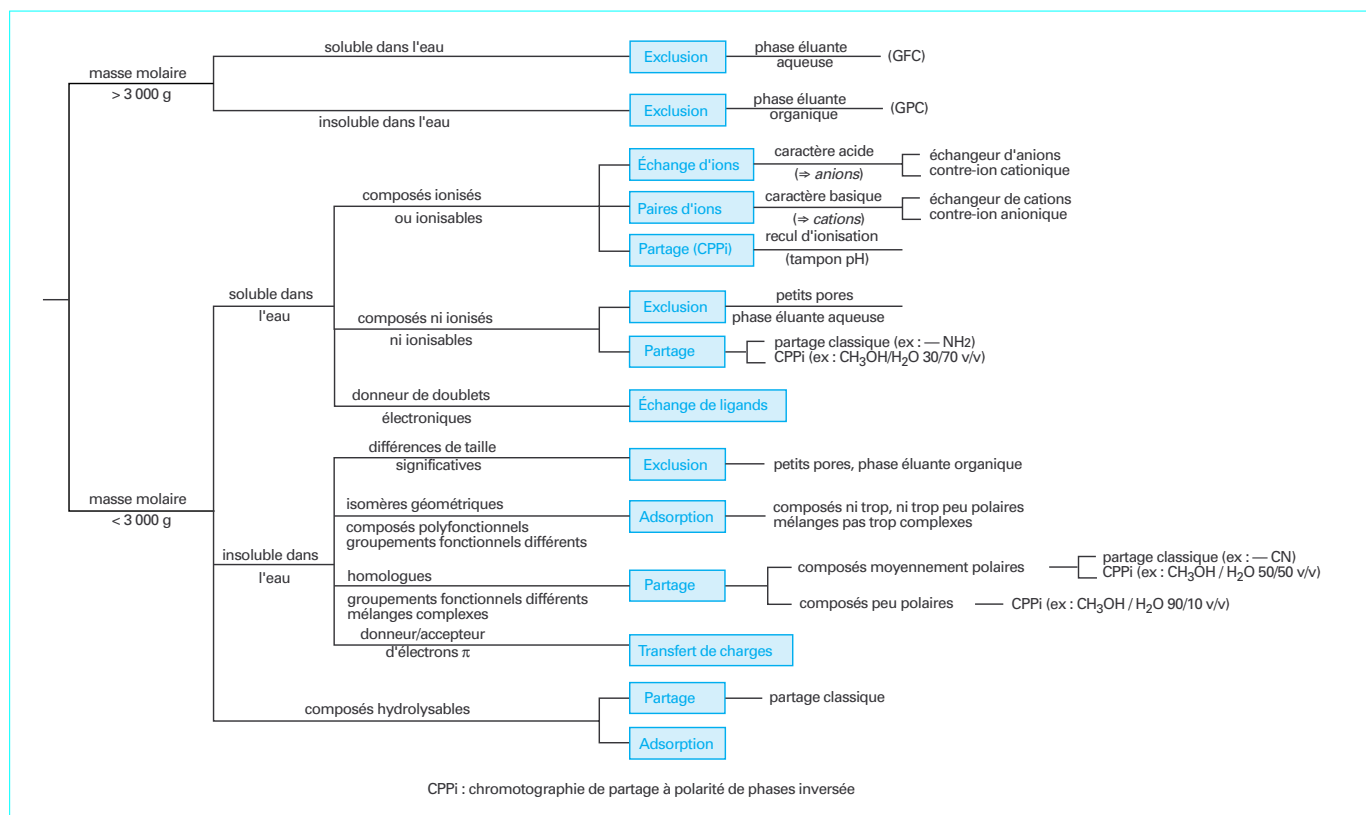 soluble dans l'eau
Exclusion
phase éluante
aqueuse
(GFC)
masse molaire
> 3 000 g
insoluble dans l'eau
Exclusion
phase éluante
organique
(GPC)
composés ionisés
ou ionisables
Échange d'ions
caractère acide
(⇒ anions)
échangeur d'anions
contre-ion cationique
Paires d'ions
caractère basique
(⇒ cations)
échangeur de cations
contre-ion anionique
Partage (CPPi)
recul d'ionisation
(tampon pH)
soluble dans
l'eau
composés ni ionisés
ni ionisables
Exclusion
petits pores
phase éluante aqueuse
Partage
partage classique (ex : — NH2)
CPPi (ex : CH₃OH/H₂O 30/70 v/v)
donneur de doublets
électroniques
Échange de ligands
masse molaire
< 3 000 g
insoluble dans
l'eau
différences de taille
significatives
Exclusion
petits pores, phase éluante organique
isomères géométriques
composés polyfonctionnels
groupements fonctionnels différents
Adsorption
composés ni trop, ni trop peu polaires
mélanges pas trop complexes
homologues
groupements fonctionnels différents
mélanges complexes
Partage
composés moyennement polaires
partage classique (ex : — CN)
CPPi (ex : CH₃OH / H₂O 50/50 v/v)
composés peu polaires
CPPi (ex : CH₃OH / H₂O 90/10 v/v)
donneur/accepteur
d'électrons π
Transfert de charges
composés hydrolysables
Partage
partage classique
Adsorption
CPPi : chromotographie de partage à polarité de phases inversée